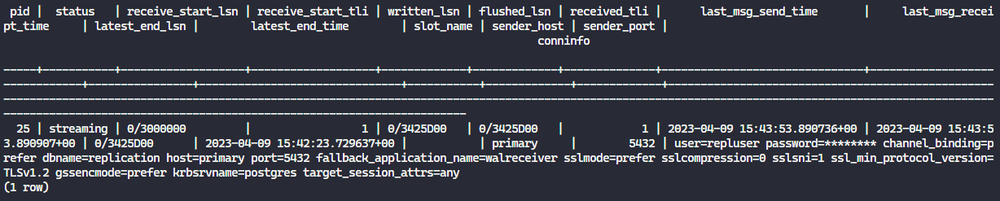 pid |  status   | receive_start_lsn | receive_start_tli | written_lsn | flushed_lsn | received_tli |      last_msg_send_time       |     last_msg_recei
pt_time     | latest_end_lsn |        latest_end_time        | slot_name | sender_host | sender_port |
                                                                                conninfo
-----+-----------+-------------------+-------------------+-------------+-------------+--------------+-------------------------------+-------------------
------------+----------------+-------------------------------+-----------+-------------+-------------+---------------------------------------------------
---------------------------------------------------------------------------------------------------------------------------------------------------------
-----------------------------------------------------------------------
  25 | streaming | 0/3000000         |                 1 | 0/3425D00   | 0/3425D00   |            1 | 2023-04-09 15:43:53.890736+00 | 2023-04-09 15:43:5
3.890907+00 | 0/3425D00      | 2023-04-09 15:42:23.729637+00 |           | primary     |        5432 | user=repluser password=******** channel_binding=p
refer dbname=replication host=primary port=5432 fallback_application_name=walreceiver sslmode=prefer sslcompression=0 sslsni=1 ssl_min_protocol_version=
TLSv1.2 gssencmode=prefer krbsrvname=postgres target_session_attrs=any
(1 row)